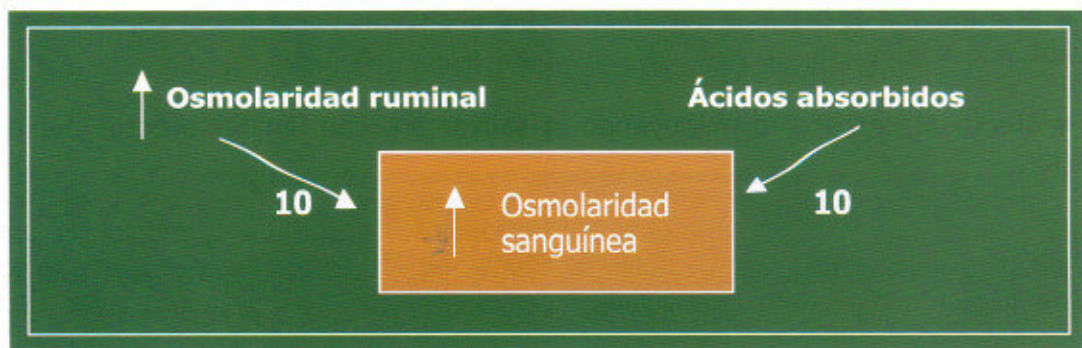 Osmolaridad ruminal
Ácidos absorbidos
10
10
Osmolaridad
sanguínea